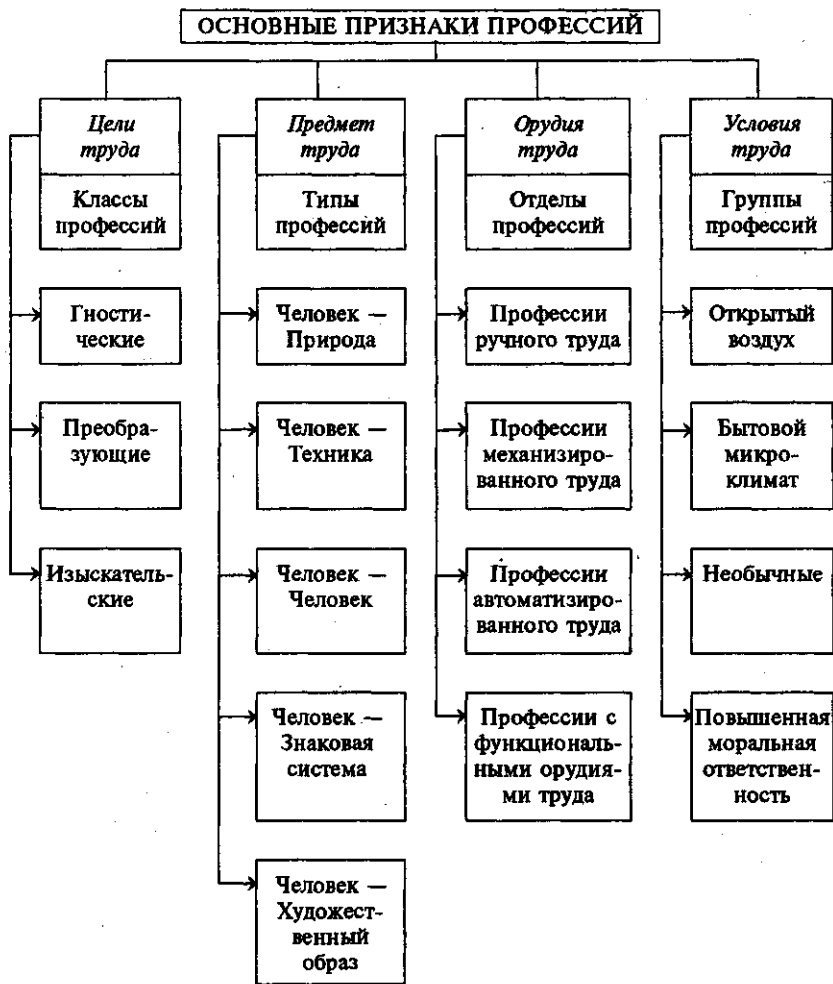 ОСНОВНЫЕ ПРИЗНАКИ ПРОФЕССИЙ
Цели
труда
Классы
профессий
Гности-
ческие
Преобра-
зующие
Изыскатель-
ские
Предмет
труда
Типы
профессий
Человек —
Природа
Человек —
Техника
Человек —
Человек
Человек —
Знаковая
система
Человек —
Художест-
венный
образ
Орудия
труда
Отделы
профессий
Профессии
ручного труда
Профессии
механизиро-
ванного труда
Профессии
автоматизиро-
ванного труда
Профессии с
функциональ-
ными орудия-
ми труда
Условия
труда
Группы
профессий
Открытый
воздух
Бытовой
микро-
климат
Необычные
Повышенная
моральная
ответствен-
ность